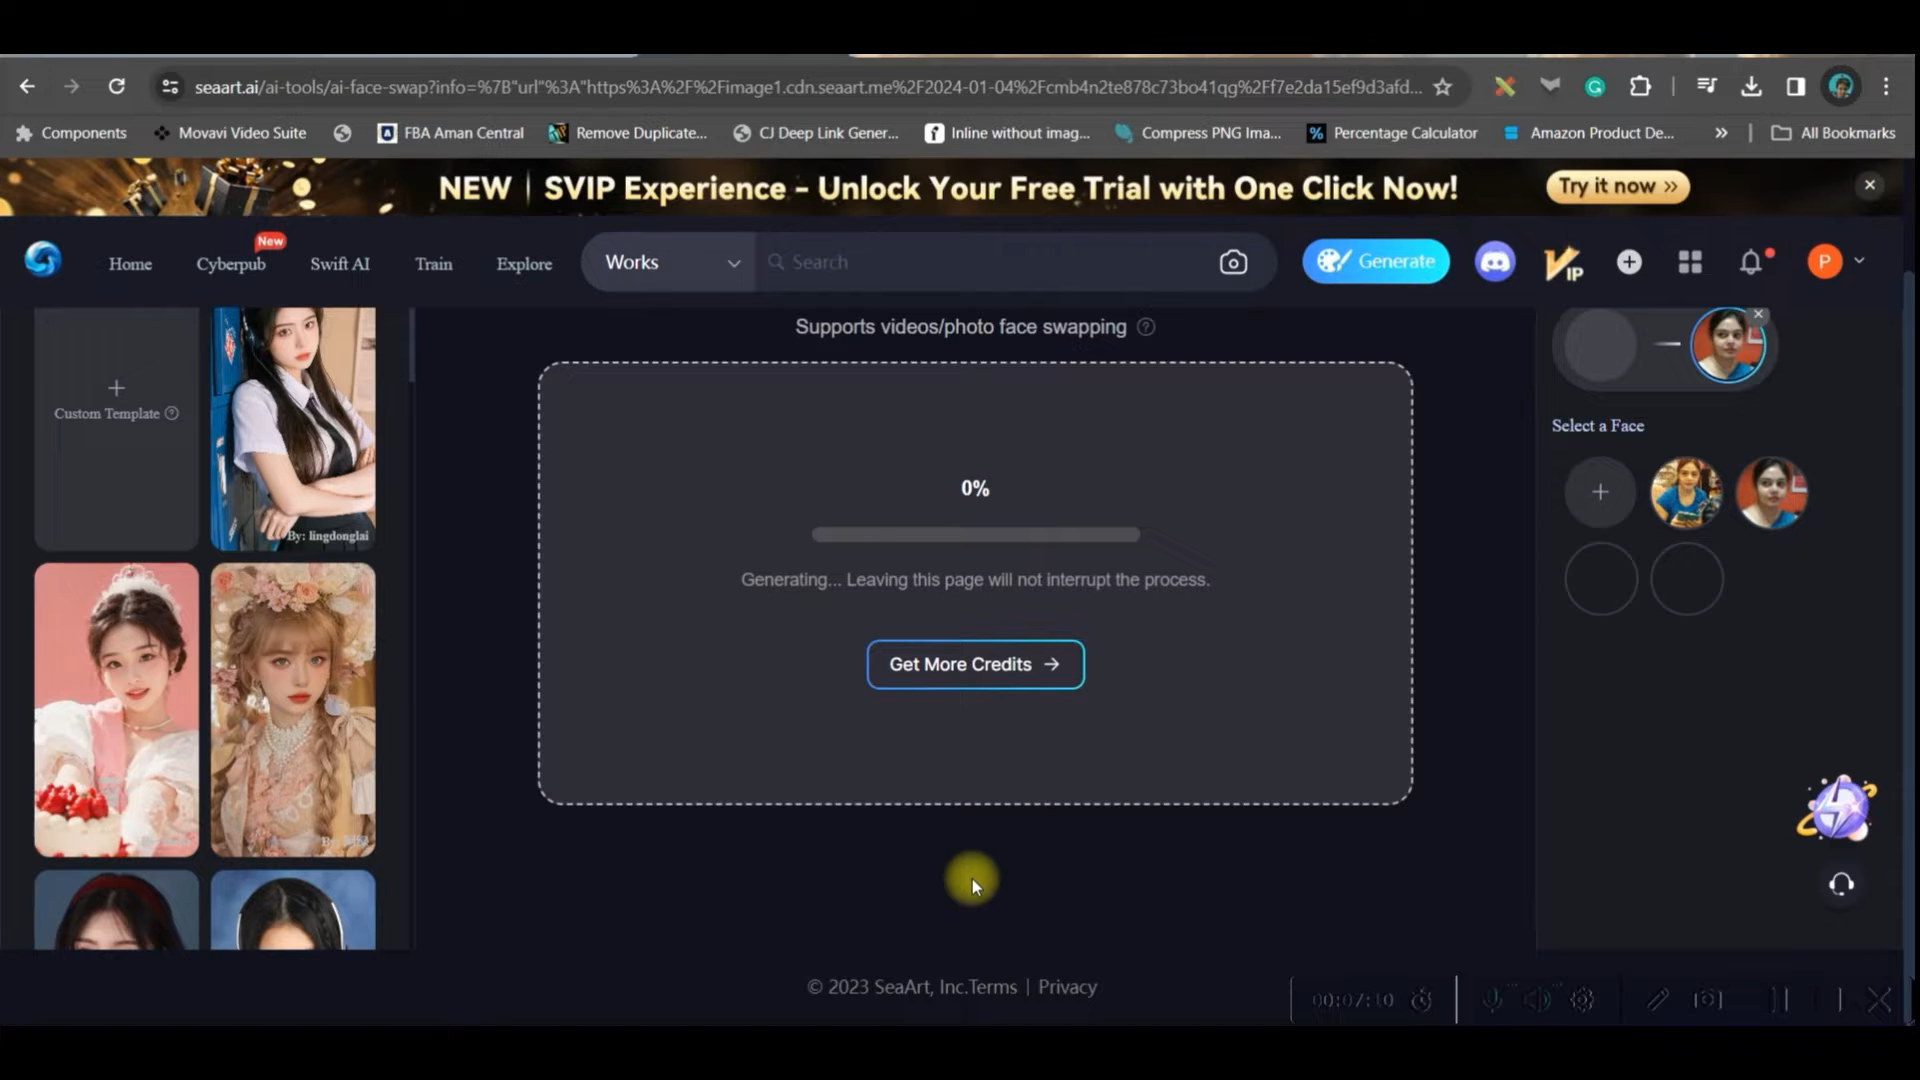 seaart.ai/ai-tools/ai-face-swap?info=%7B"url"%3A"https%3A%2F%2Fimage1.cdn.seaart.me%2F2024-01-04%2Fcmb4n2te878c73bo41qg%2Ff7e2da15ef9d3afd...
Components
Movavi Video Suite
FBA Aman Central
Remove Duplicate...
CJ Deep Link Gener...
Inline without imag...
Compress PNG Ima...
Percentage Calculator
Amazon Product De...
»
All Bookmarks
NEW | SVIP Experience - Unlock Your Free Trial with One Click Now!
Try it now »
Home
Cyberpub
New
Swift AI
Train
Explore
Works
Search
Generate
VIP
P
Supports videos/photo face swapping
Custom Template
By: lingdonglai
0%
Generating... Leaving this page will not interrupt the process.
Get More Credits →
Select a Face
© 2023 SeaArt, Inc.Terms | Privacy
00:02:10